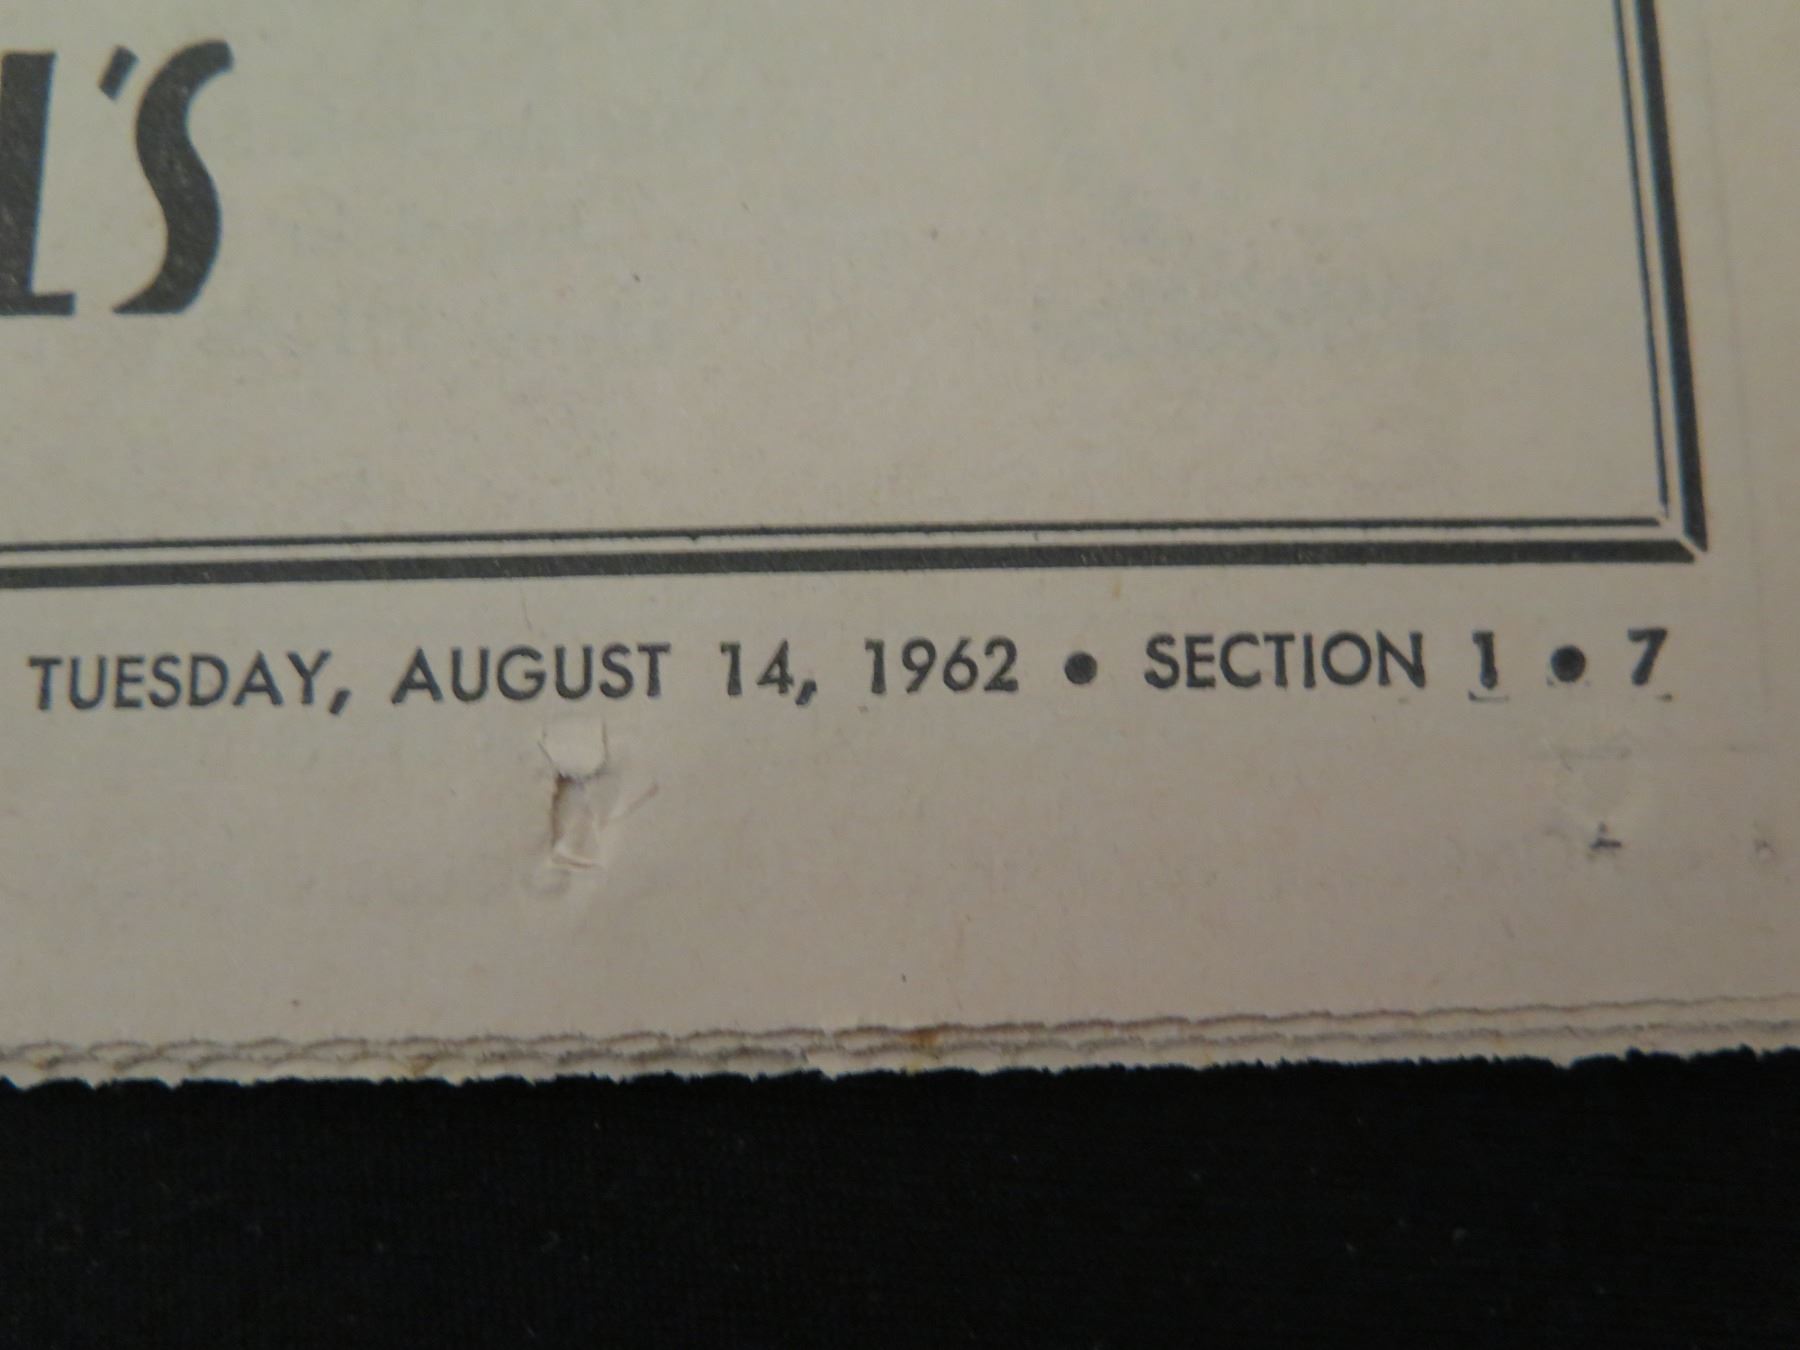 L'S
TUESDAY, AUGUST 14, 1962 • SECTION 1 • 7